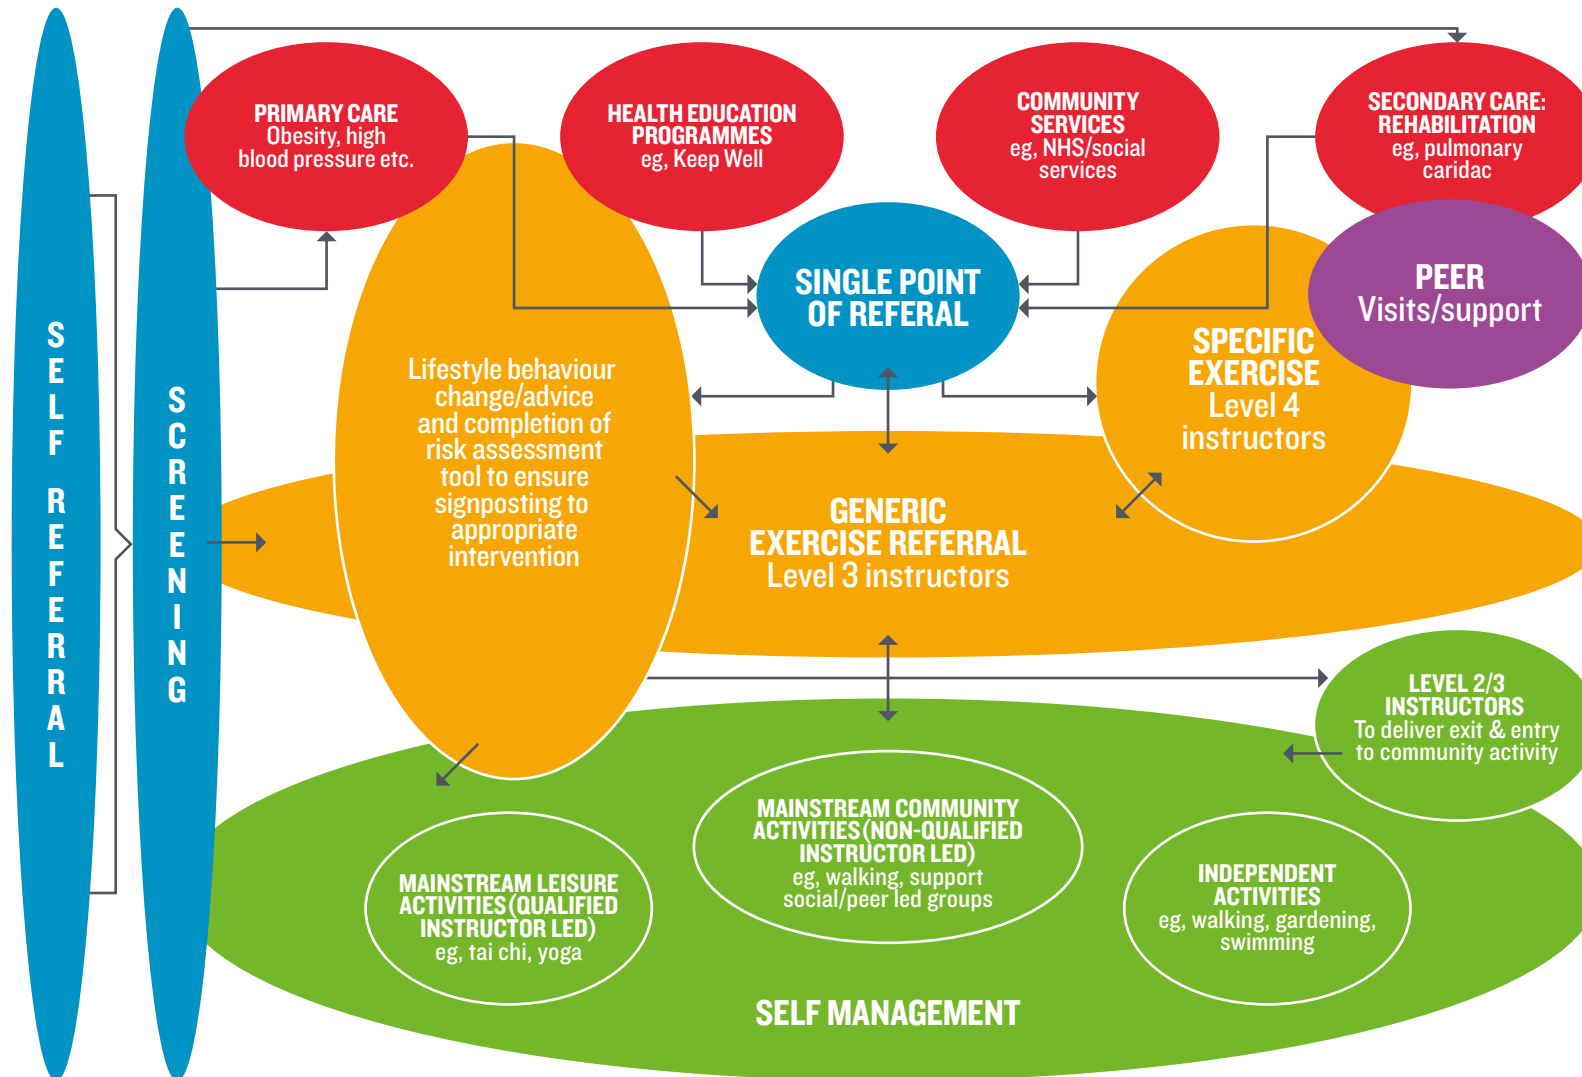 SELF REFERRAL
SCREENING
PRIMARY CARE
Obesity, high
blood pressure etc.
HEALTH EDUCATION
PROGRAMMES
eg, Keep Well
COMMUNITY
SERVICES
eg, NHS/social
services
SECONDARY CARE:
REHABILITATION
eg, pulmonary
caridac
SINGLE POINT
OF REFERAL
PEER
Visits/support
SPECIFIC
EXERCISE
Level 4
instructors
Lifestyle behaviour
change/advice
and completion of
risk assessment
tool to ensure
signposting to
appropriate
intervention
GENERIC
EXERCISE REFERRAL
Level 3 instructors
LEVEL 2/3
INSTRUCTORS
To deliver exit & entry
to community activity
MAINSTREAM LEISURE
ACTIVITIES (QUALIFIED
INSTRUCTOR LED)
eg, tai chi, yoga
MAINSTREAM COMMUNITY
ACTIVITIES (NON-QUALIFIED
INSTRUCTOR LED)
eg, walking, support
social/peer led groups
INDEPENDENT
ACTIVITIES
eg, walking, gardening,
swimming
SELF MANAGEMENT